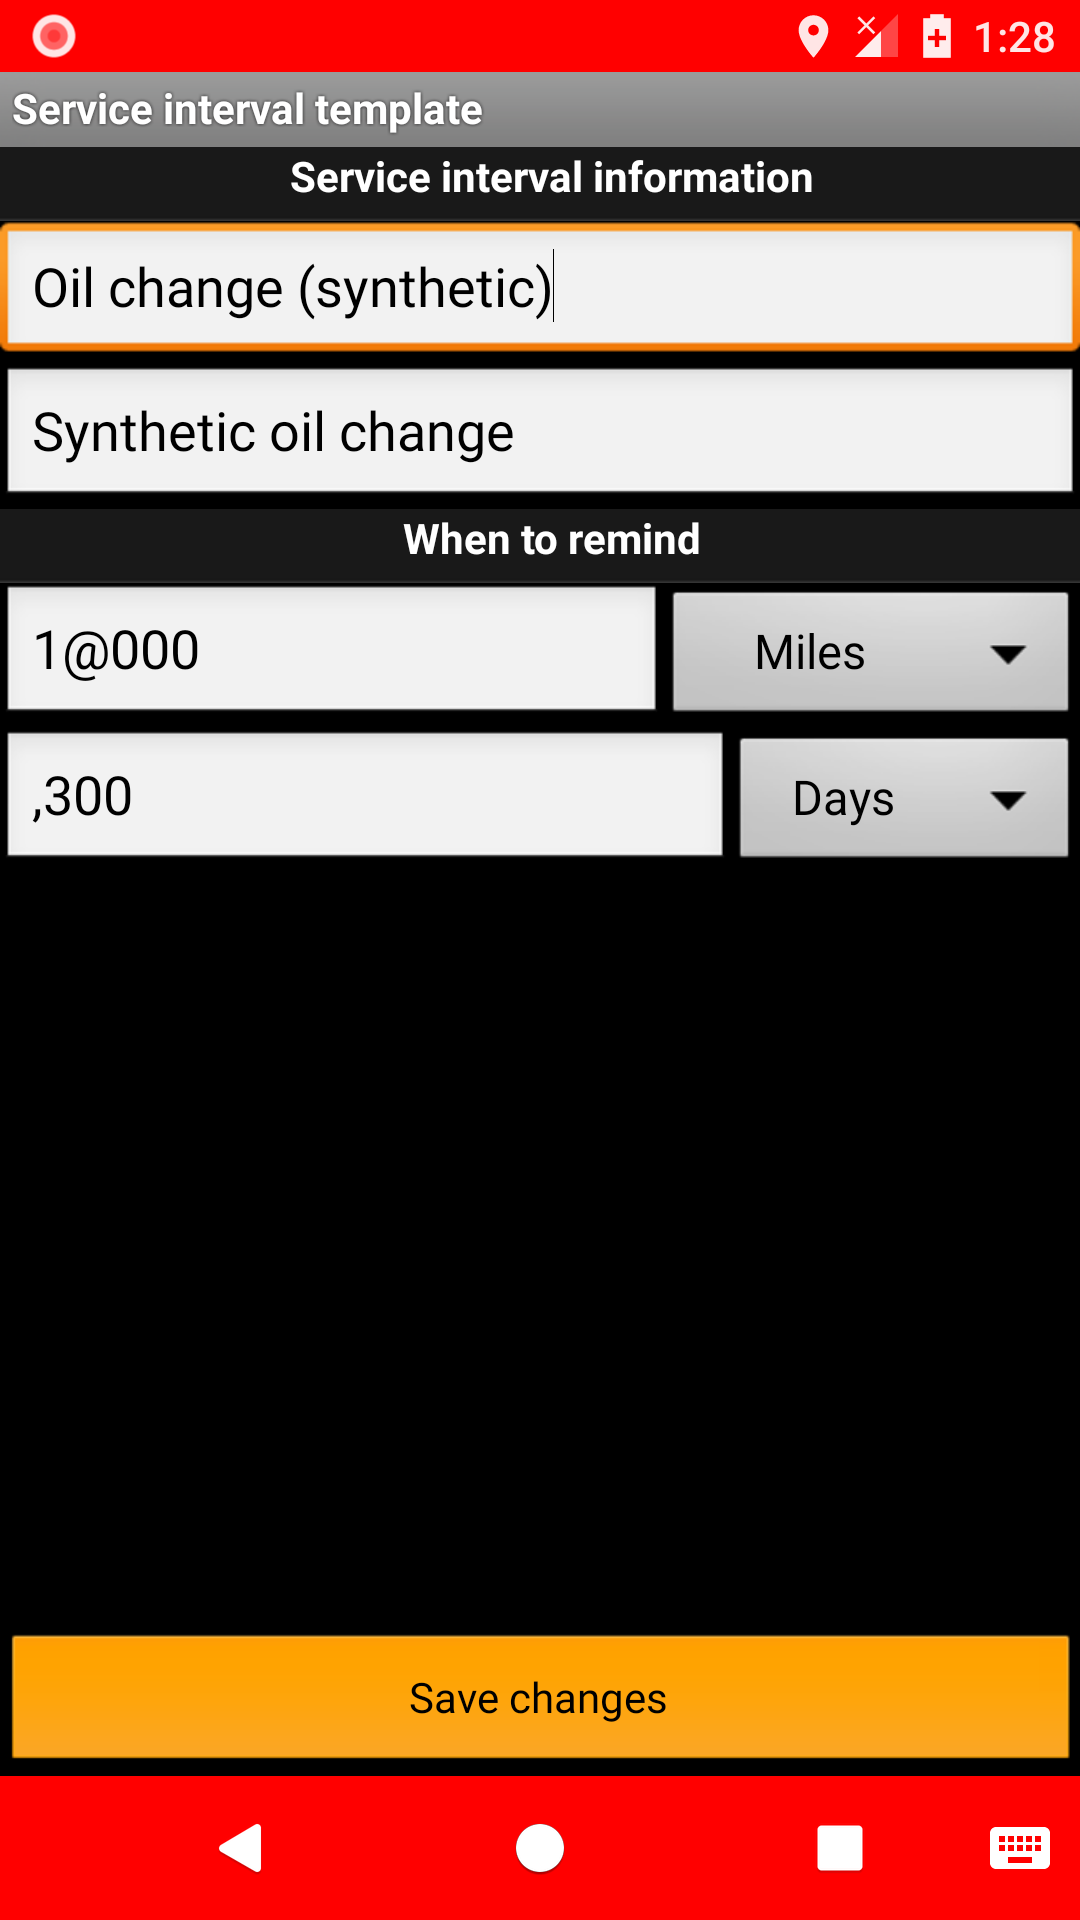 1:28
Service interval template
Service interval information
Oil change (synthetic)
Synthetic oil change
When to remind
1@000
Miles
,300
Days
Save changes